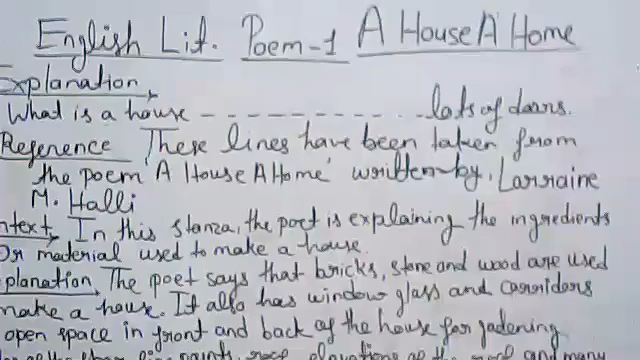 English Lit. Poem-1 A House A Home
Explanation
What is a house - - - - - - - - - - - - lots of doors.
Reference These lines have been taken from
the poem 'A House A Home' written by, Larraine
M. Halli
ntext, In this stanza, the poet is explaining the ingredients
Or material used to make a house.
planation, The poet says that bricks, stone and wood are used
make a house. It also has window glass and corridors
open space in front and back of the house for gadening